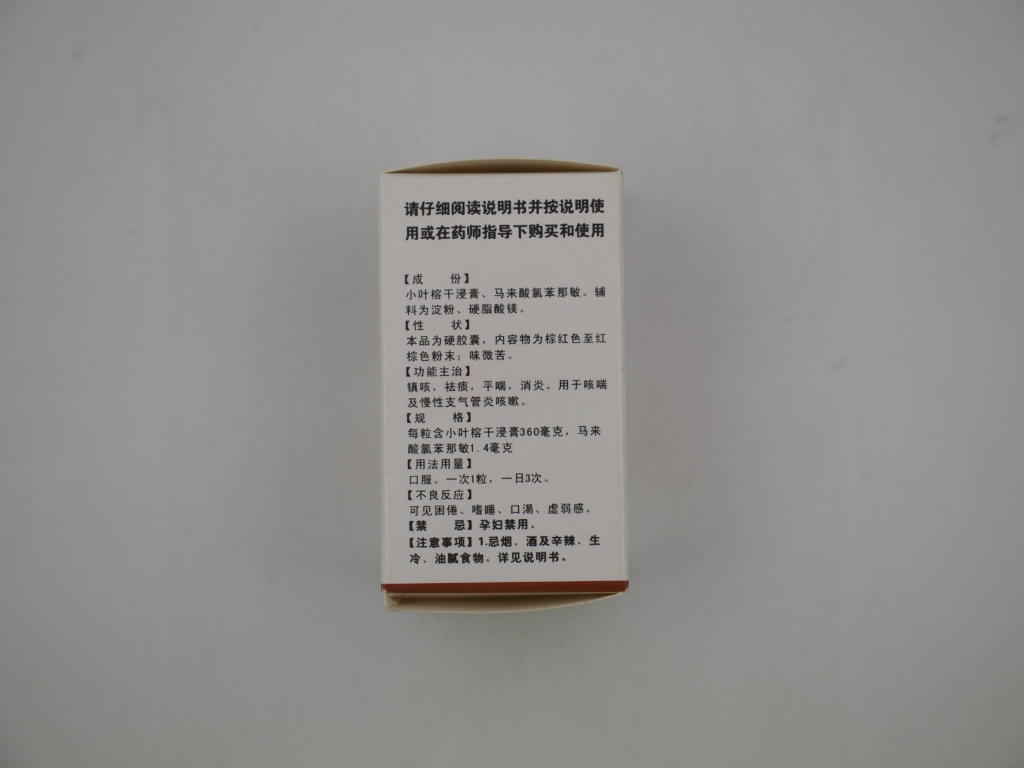 请仔细阅读说明书并按说明使
用或在药师指导下购买和使用
【成　份】
小叶榕干浸膏、马来酸氯苯那敏。辅
料为淀粉、硬脂酸镁。
【性　状】
本品为硬胶囊，内容物为棕红色至红
棕色粉末；味微苦。
【功能主治】
镇咳，祛痰，平喘，消炎。用于咳喘
及慢性支气管炎咳嗽。
【规　格】
每粒含小叶榕干浸膏360毫克，马来
酸氯苯那敏1.4毫克
【用法用量】
口服。一次1粒，一日3次。
【不良反应】
可见困倦、嗜睡、口渴、虚弱感。
【禁　忌】孕妇禁用。
【注意事项】1.忌烟、酒及辛辣、生
冷、油腻食物。详见说明书。